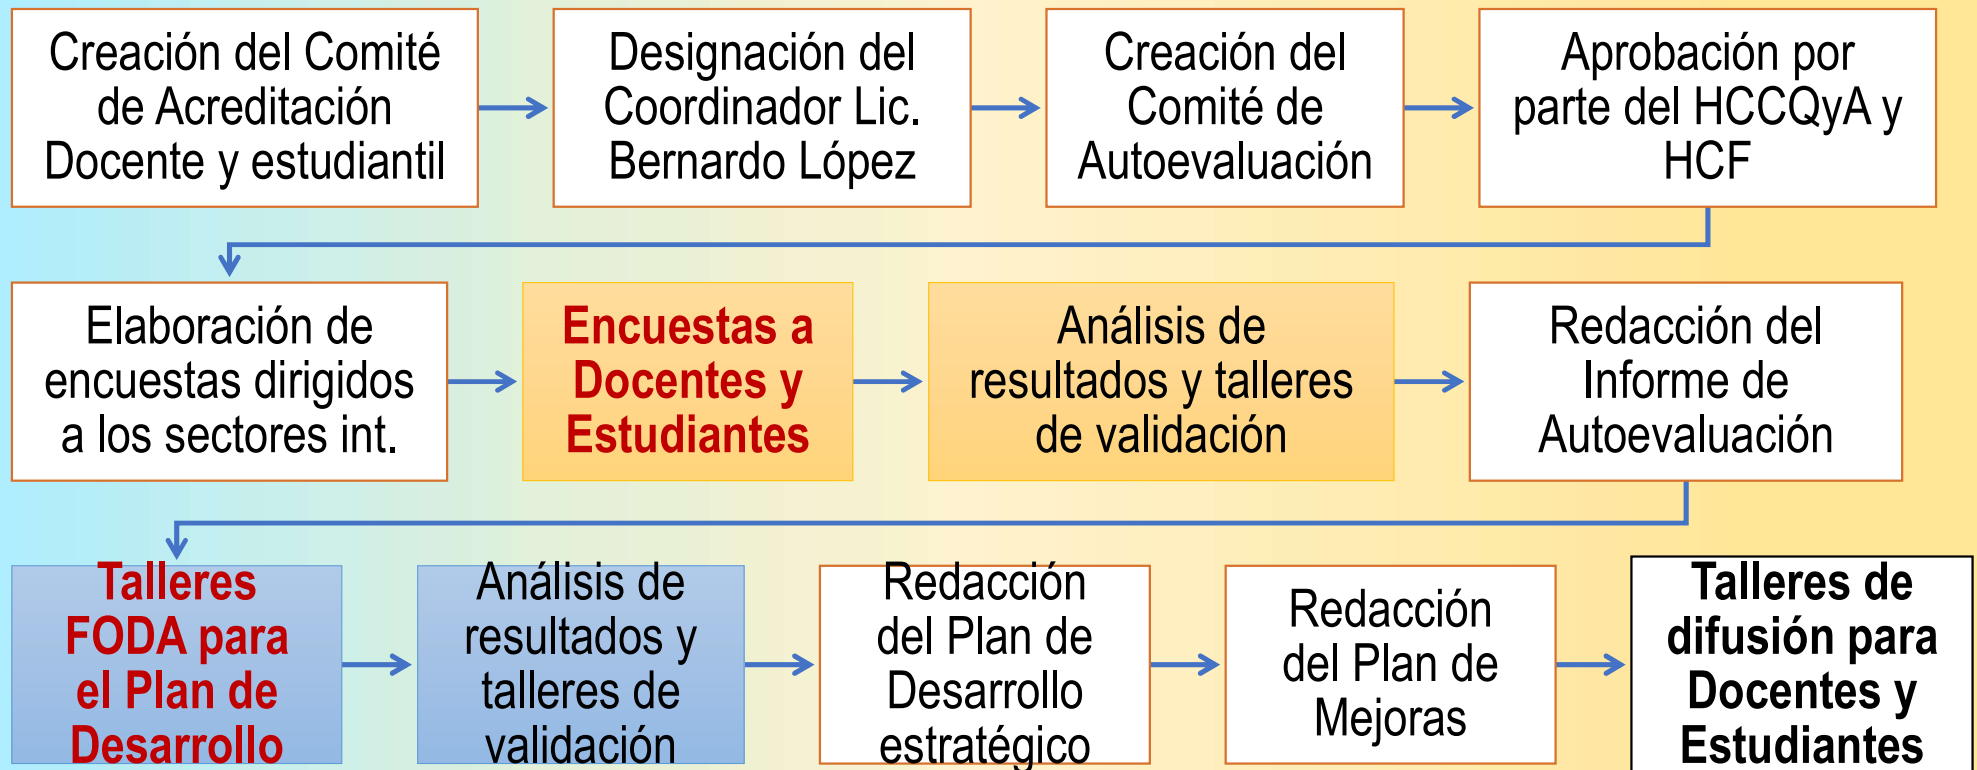 Creación del Comité
de Acreditación
Docente y estudiantil
Designación del
Coordinador Lic.
Bernardo López
Creación del
Comité de
Autoevaluación
Aprobación por
parte del HCCQyA y
HCF
Elaboración de
encuestas dirigidos
a los sectores int.
Encuestas a
Docentes y
Estudiantes
Análisis de
resultados y talleres
de validación
Redacción del
Informe de
Autoevaluación
Talleres
FODA para
el Plan de
Desarrollo
Análisis de
resultados y
talleres de
validación
Redacción
del Plan de
Desarrollo
estratégico
Redacción
del Plan de
Mejoras
Talleres de
difusión para
Docentes y
Estudiantes